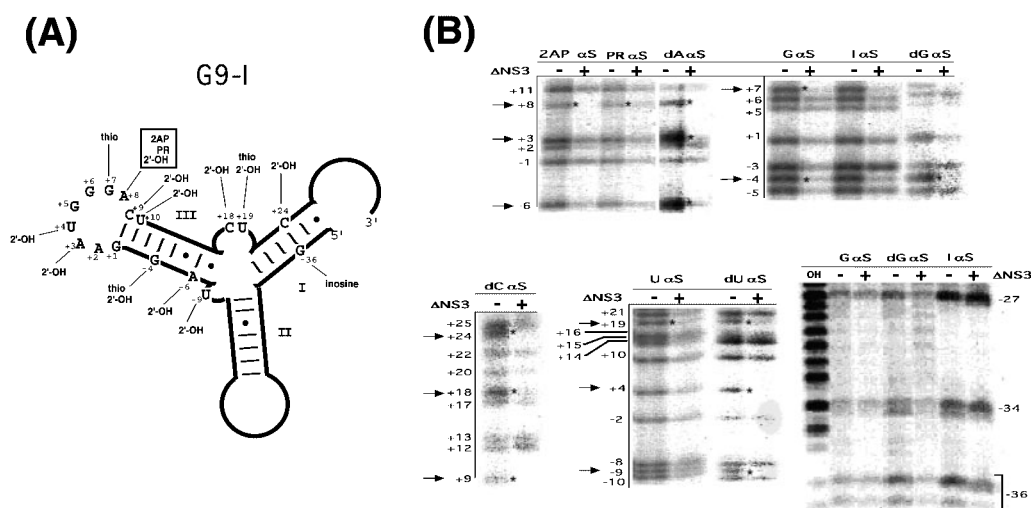 (A)
G9-I
thio
2AP
PR
2'-OH
+6
+7
G
G
A
+8
2'-OH
2'-OH
thio
2'-OH
2'-OH
+5
G
C
+9
U
+10
III
+18
+19
C
U
+24
C
2'-OH
+4
U
G
A
A
G
+3
+2
+1
2'-OH
G
G
-4
thio
2'-OH
A
-6
U
-9
2'-OH
2'-OH
5'
3'
G
-36
I
inosine
II
(B)
2AP αS PR αS dA αS
ΔNS3 - + - + - +
+11
+8
+3
+2
-1
-6
G αS I αS dG αS
- + - + - +
+7
+6
+5
+1
-3
-4
-5
dC αS
ΔNS3 - +
+25
+24
+22
+20
+18
+17
+13
+12
+9
U αS dU αS
ΔNS3 - + - +
+21
+19
+16
+15
+14
+10
+4
-2
-8
-9
-10
G αS dG αS I αS
OH - + - + - + ΔNS3
-27
-34
-36